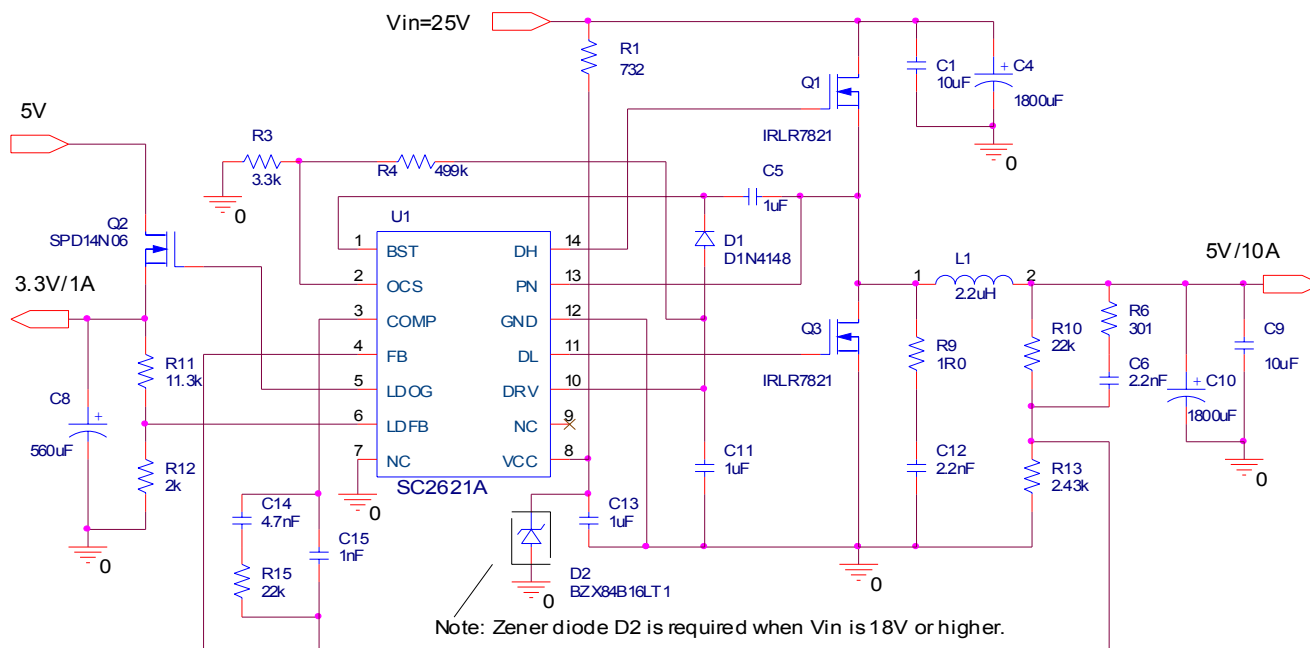 Vin=25V
R1
732
C1
10uF
C4
+
1800uF
0
Q1
IRLR7821
5V
R3
3.3k
0
R4
499k
C5
1uF
Q2
SPD14N06
3.3V/1A
U1
1
BST
DH
14
2
OCS
PN
13
3
COMP
GND
12
4
FB
DL
11
5
LDOG
DRV
10
6
LDFB
NC
9
7
NC
VCC
8
SC2621A
0
D1
D1N4148
1
L1
2
2.2uH
5V/10A
Q3
IRLR7821
R9
1R0
R10
22k
R6
301
C6
2.2nF
C9
10uF
+
C10
1800uF
0
R11
11.3k
C8
+
560uF
R12
2k
0
C11
1uF
C12
2.2nF
R13
2.43k
C14
4.7nF
C15
1nF
R15
22k
C13
1uF
D2
BZX84B16LT1
0
0
Note: Zener diode D2 is required when Vin is 18V or higher.